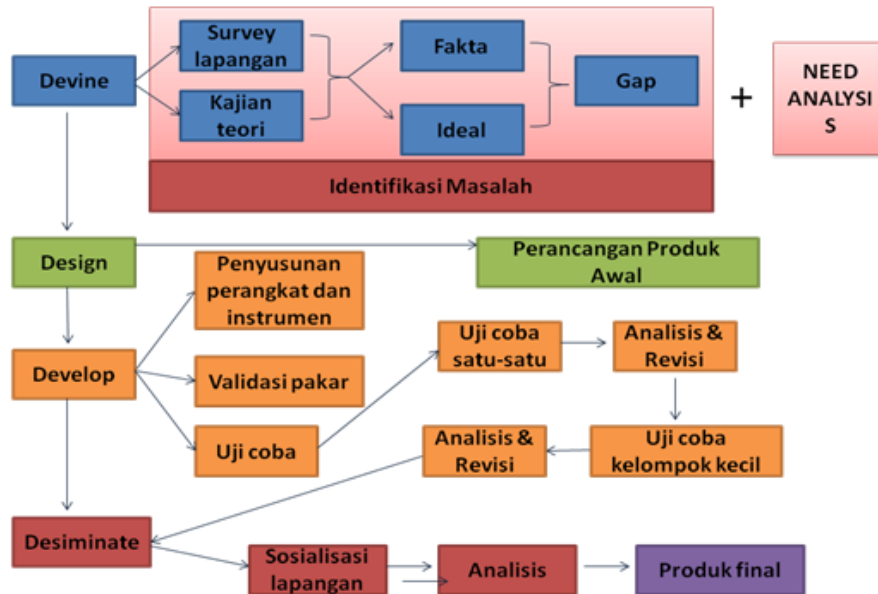 Survey
lapangan
Fakta
Devine
Gap
Kajian
teori
Ideal
+
NEED
ANALYSI
S
Identifikasi Masalah
Design
Perancangan Produk
Awal
Penyusunan
perangkat dan
instrumen
Develop
Validasi pakar
Uji coba
Uji coba
satu-satu
Analisis &
Revisi
Uji coba
kelompok kecil
Analisis &
Revisi
Desiminate
Sosialisasi
lapangan
Analisis
Produk final